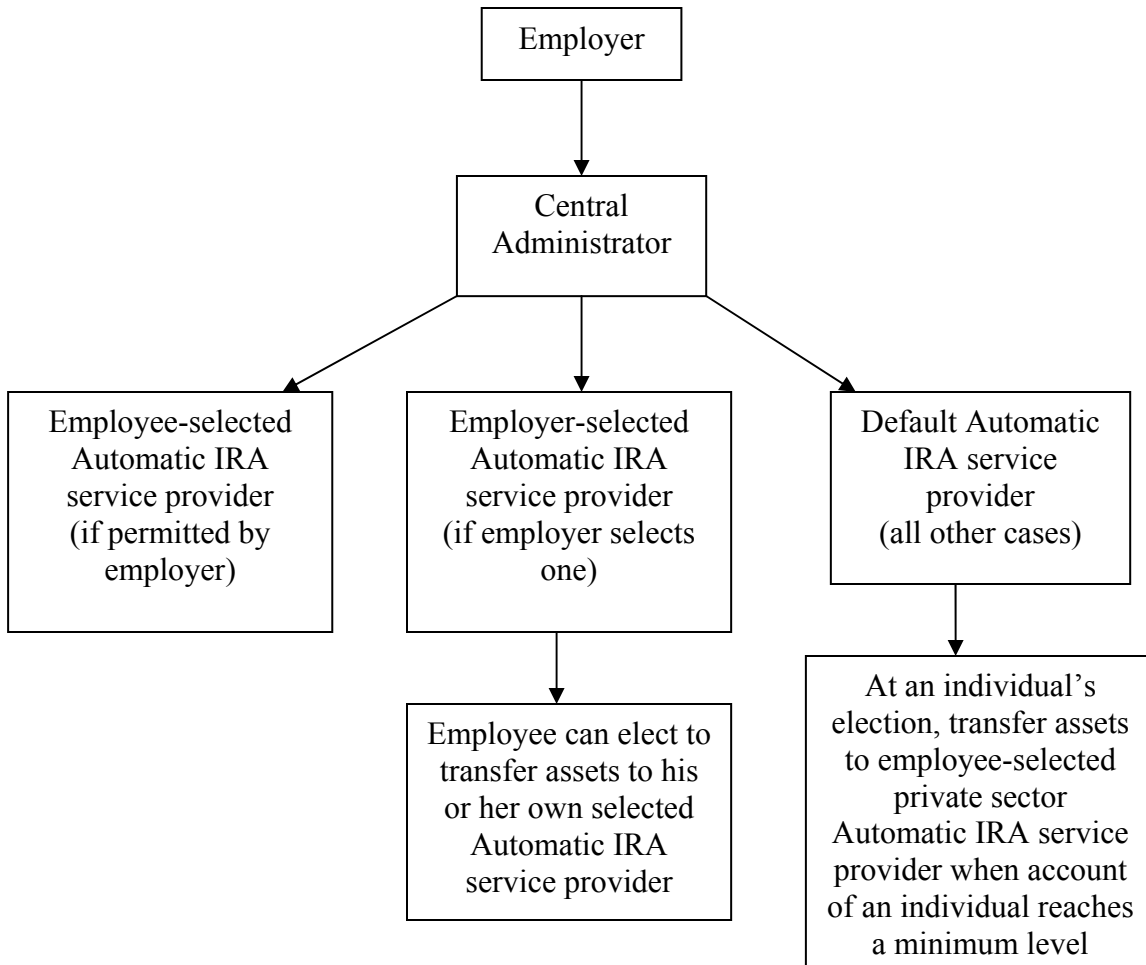 Employer
Central
Administrator
Employee-selected
Automatic IRA
service provider
(if permitted by
employer)
Employer-selected
Automatic IRA
service provider
(if employer selects
one)
Default Automatic
IRA service
provider
(all other cases)
Employee can elect to
transfer assets to his
or her own selected
Automatic IRA
service provider
At an individual’s
election, transfer assets
to employee-selected
private sector
Automatic IRA service
provider when account
of an individual reaches
a minimum level